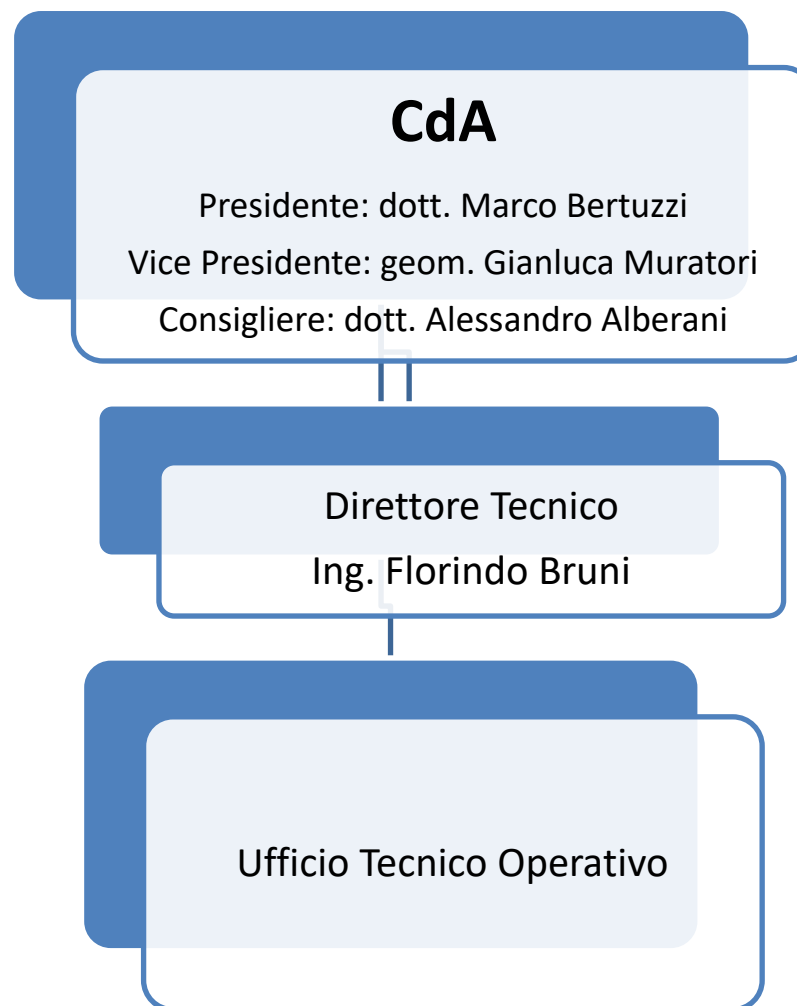 CdA
Presidente: dott. Marco Bertuzzi
Vice Presidente: geom. Gianluca Muratori
Consigliere: dott. Alessandro Alberani
Direttore Tecnico
Ing. Florindo Bruni
Ufficio Tecnico Operativo